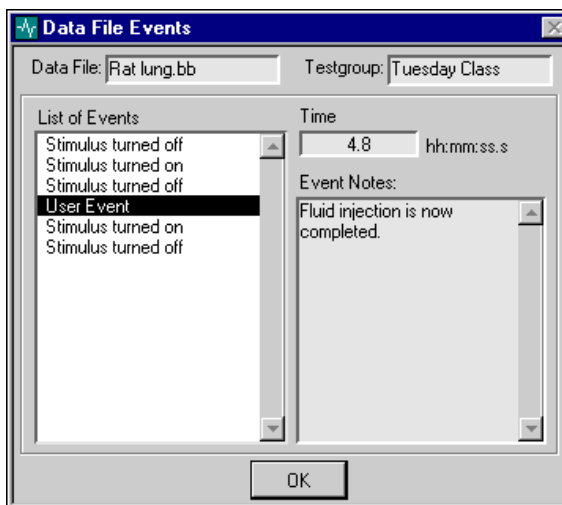 Data File Events
Data File: Rat lung.bb Testgroup: Tuesday Class
List of Events
Stimulus turned off
Stimulus turned on
Stimulus turned off
User Event
Stimulus turned on
Stimulus turned off
Time
4.8 hh:mm:ss.s
Event Notes:
Fluid injection is now
completed.
OK